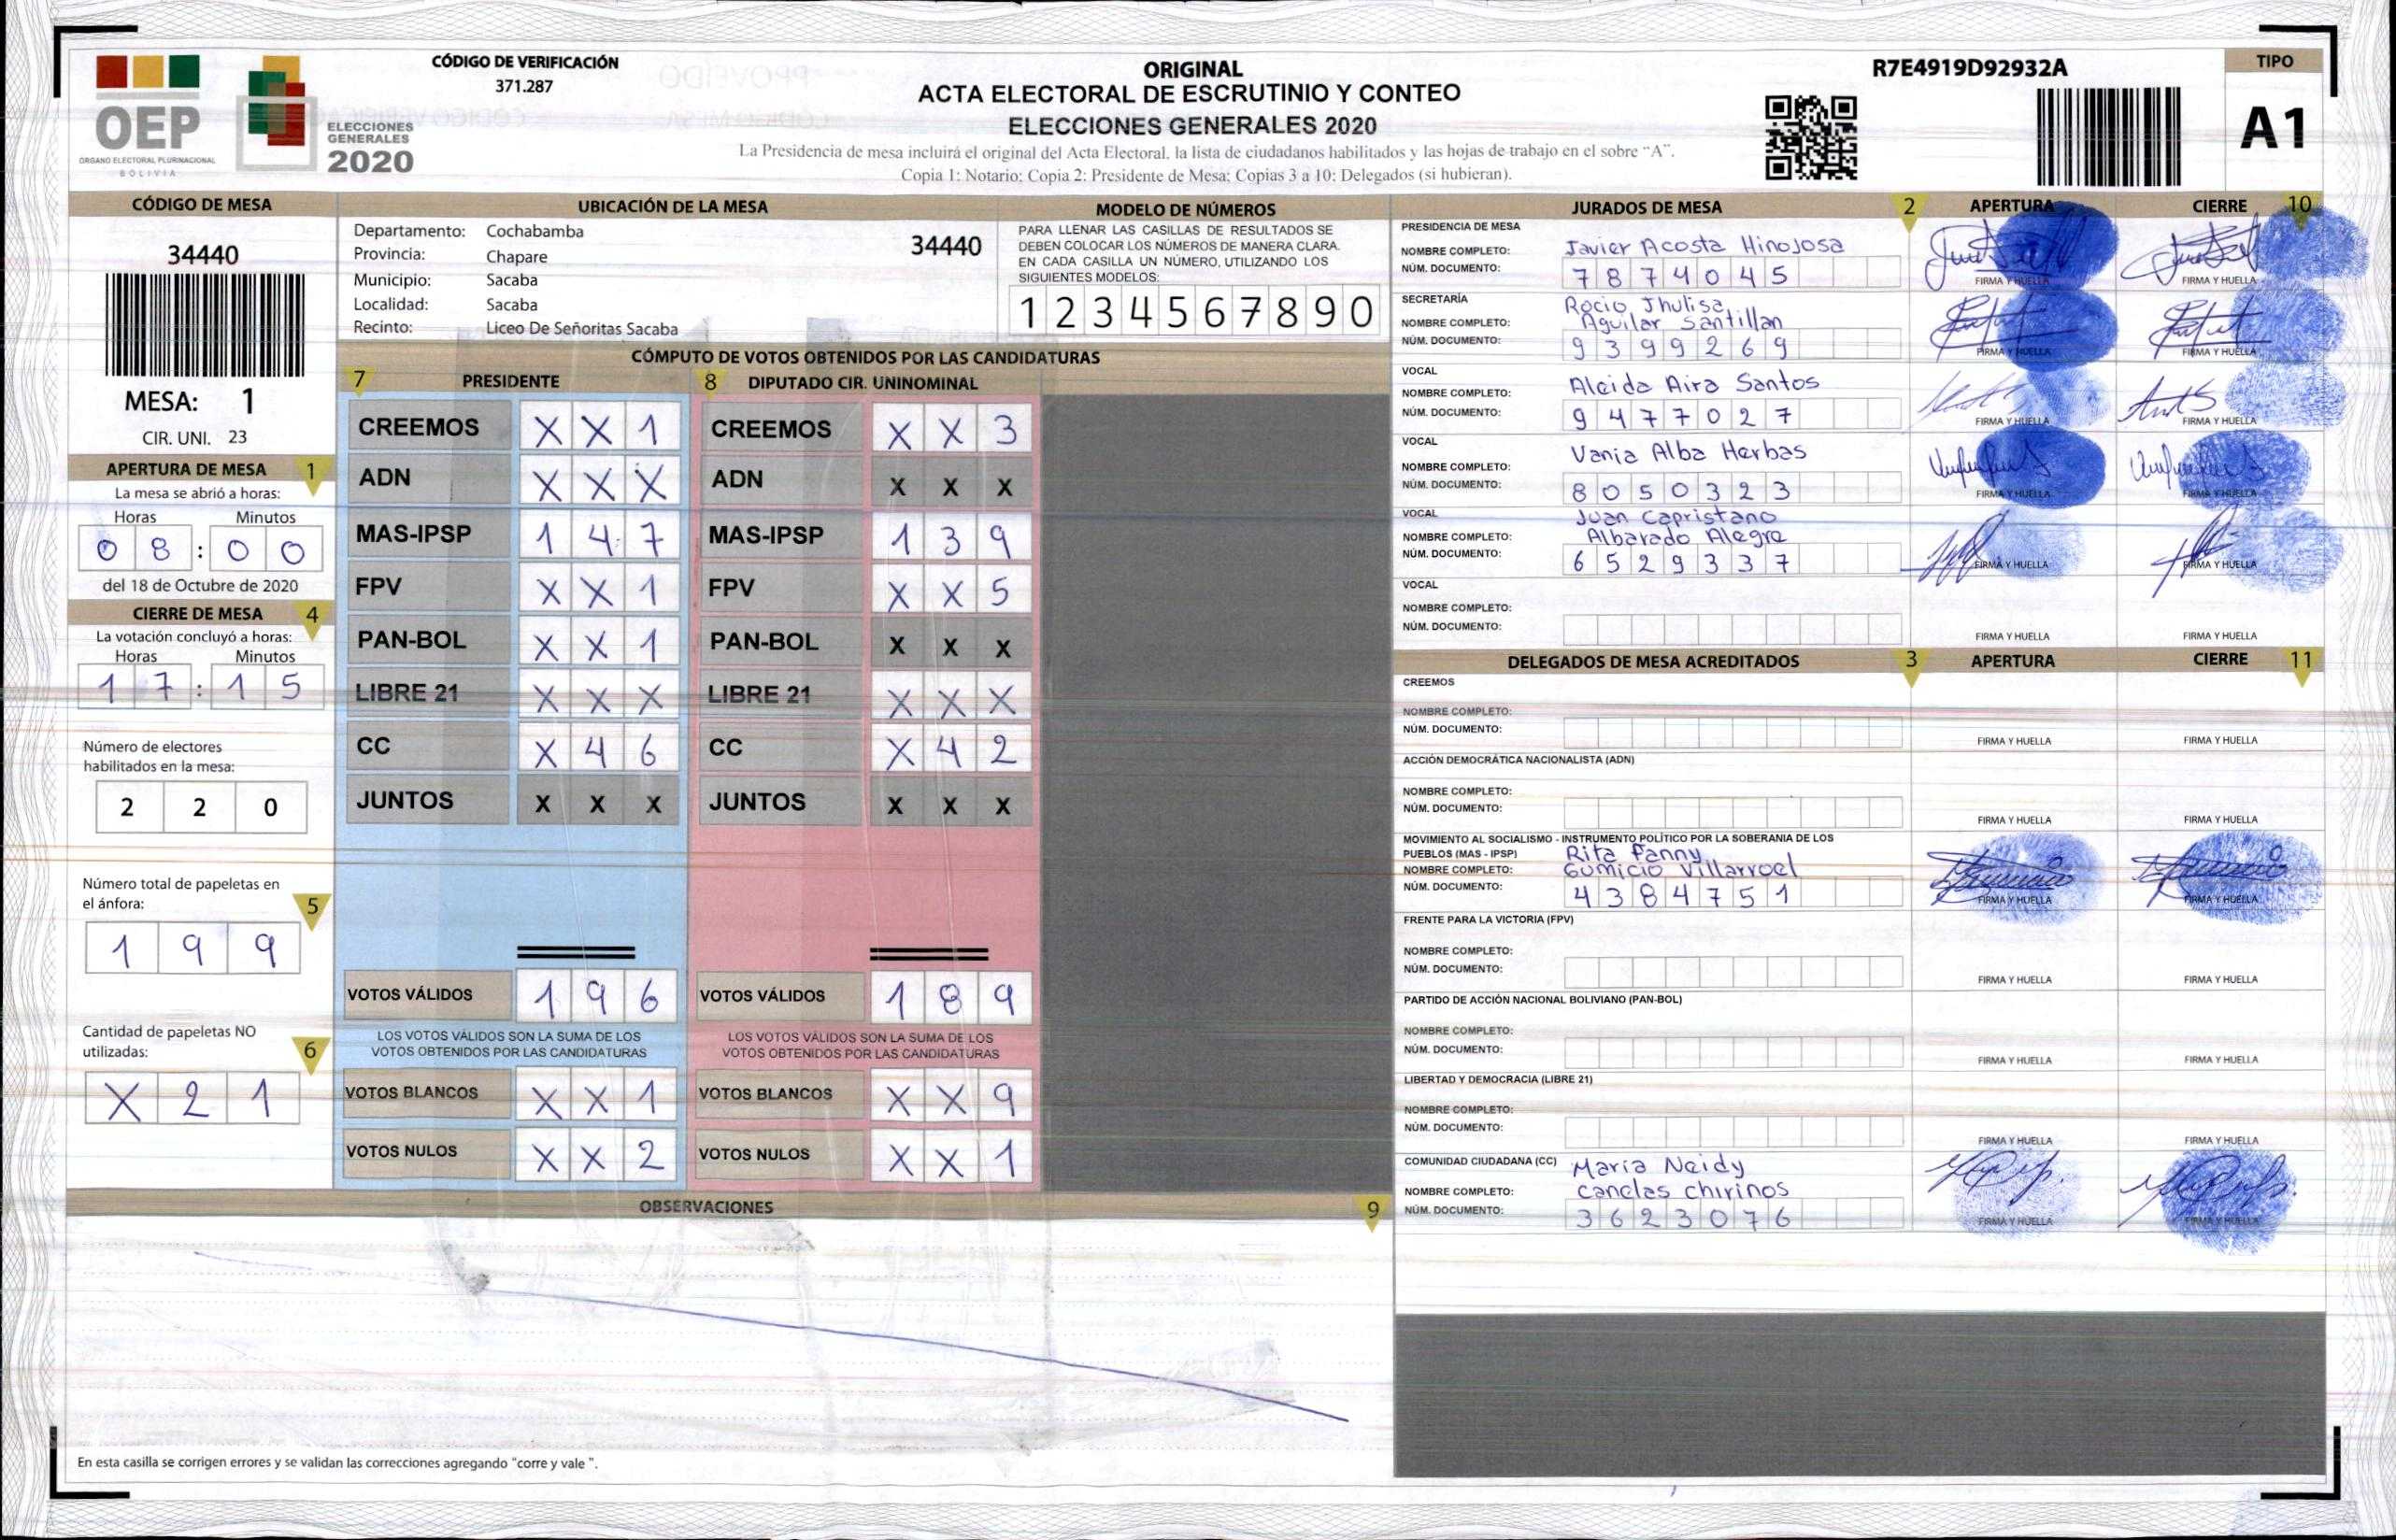 OEP
ORGANO ELECTORAL PLURINACIONAL
BOLIVIA
ELECCIONES
GENERALES
2020
CÓDIGO DE VERIFICACIÓN
371.287
ORIGINAL
ACTA ELECTORAL DE ESCRUTINIO Y CONTEO
ELECCIONES GENERALES 2020
La Presidencia de mesa incluirá el original del Acta Electoral, la lista de ciudadanos habilitados y las hojas de trabajo en el sobre "A".
Copia 1: Notario; Copia 2: Presidente de Mesa; Copias 3 a 10: Delegados (si hubieran).
R7E4919D92932A
TIPO
A1
CÓDIGO DE MESA
34440
MESA: 1
CIR. UNI. 23
APERTURA DE MESA 1
La mesa se abrió a horas:
Horas Minutos
0 8 : 0 0
del 18 de Octubre de 2020
CIERRE DE MESA 4
La votación concluyó a horas:
Horas Minutos
1 7 : 1 5
Número de electores
habilitados en la mesa:
2 2 0
Número total de papeletas en
el ánfora: 5
1 9 9
Cantidad de papeletas NO
utilizadas: 6
X 2 1
UBICACIÓN DE LA MESA
Departamento: Cochabamba 34440
Provincia: Chapare
Municipio: Sacaba
Localidad: Sacaba
Recinto: Liceo De Señoritas Sacaba
MODELO DE NÚMEROS
PARA LLENAR LAS CASILLAS DE RESULTADOS SE
DEBEN COLOCAR LOS NÚMEROS DE MANERA CLARA.
EN CADA CASILLA UN NÚMERO, UTILIZANDO LOS
SIGUIENTES MODELOS:
1 2 3 4 5 6 7 8 9 0
CÓMPUTO DE VOTOS OBTENIDOS POR LAS CANDIDATURAS
7 PRESIDENTE 8 DIPUTADO CIR. UNINOMINAL
CREEMOS X X 1 CREEMOS X X 3
ADN X X X ADN X X X
MAS-IPSP 1 4 7 MAS-IPSP 1 3 9
FPV X X 1 FPV X X 5
PAN-BOL X X 1 PAN-BOL X X X
LIBRE 21 X X X LIBRE 21 X X X
CC X 4 6 CC X 4 2
JUNTOS X X X JUNTOS X X X
VOTOS VÁLIDOS 1 9 6 VOTOS VÁLIDOS 1 8 9
LOS VOTOS VÁLIDOS SON LA SUMA DE LOS LOS VOTOS VÁLIDOS SON LA SUMA DE LOS
VOTOS OBTENIDOS POR LAS CANDIDATURAS VOTOS OBTENIDOS POR LAS CANDIDATURAS
VOTOS BLANCOS X X 1 VOTOS BLANCOS X X 9
VOTOS NULOS X X 2 VOTOS NULOS X X 1
OBSERVACIONES 9
En esta casilla se corrigen errores y se validan las correcciones agregando "corre y vale ".
JURADOS DE MESA 2 APERTURA CIERRE 10
PRESIDENCIA DE MESA
NOMBRE COMPLETO: Javier Acosta Hinojosa
NÚM. DOCUMENTO: 7 8 7 4 0 4 5
FIRMA Y HUELLA FIRMA Y HUELLA
SECRETARÍA
Rocio Jhulisa
NOMBRE COMPLETO: Aguilar Santillan
NÚM. DOCUMENTO: 9 3 9 9 2 6 9
FIRMA Y HUELLA FIRMA Y HUELLA
VOCAL
NOMBRE COMPLETO: Aleida Aira Santos
NÚM. DOCUMENTO: 9 4 7 7 0 2 7
FIRMA Y HUELLA FIRMA Y HUELLA
VOCAL
NOMBRE COMPLETO: Vania Alba Herbas
NÚM. DOCUMENTO: 8 0 5 0 3 2 3
FIRMA Y HUELLA FIRMA Y HUELLA
VOCAL
Juan Capristano
NOMBRE COMPLETO: Albarado Alegre
NÚM. DOCUMENTO: 6 5 2 9 3 3 7
FIRMA Y HUELLA FIRMA Y HUELLA
VOCAL
NOMBRE COMPLETO:
NÚM. DOCUMENTO:
FIRMA Y HUELLA FIRMA Y HUELLA
DELEGADOS DE MESA ACREDITADOS 3 APERTURA CIERRE 11
CREEMOS
NOMBRE COMPLETO:
NÚM. DOCUMENTO:
FIRMA Y HUELLA FIRMA Y HUELLA
ACCIÓN DEMOCRÁTICA NACIONALISTA (ADN)
NOMBRE COMPLETO:
NÚM. DOCUMENTO:
FIRMA Y HUELLA FIRMA Y HUELLA
MOVIMIENTO AL SOCIALISMO - INSTRUMENTO POLÍTICO POR LA SOBERANIA DE LOS
PUEBLOS (MAS - IPSP) Rita Fanny
NOMBRE COMPLETO: Gumicio Villarroel
NÚM. DOCUMENTO: 4 3 8 4 7 5 1
FIRMA Y HUELLA FIRMA Y HUELLA
FRENTE PARA LA VICTORIA (FPV)
NOMBRE COMPLETO:
NÚM. DOCUMENTO:
FIRMA Y HUELLA FIRMA Y HUELLA
PARTIDO DE ACCIÓN NACIONAL BOLIVIANO (PAN-BOL)
NOMBRE COMPLETO:
NÚM. DOCUMENTO:
FIRMA Y HUELLA FIRMA Y HUELLA
LIBERTAD Y DEMOCRACIA (LIBRE 21)
NOMBRE COMPLETO:
NÚM. DOCUMENTO:
FIRMA Y HUELLA FIRMA Y HUELLA
COMUNIDAD CIUDADANA (CC) Maria Neidy
NOMBRE COMPLETO: Canelas Chirinos
NÚM. DOCUMENTO: 3 6 2 3 0 7 6
FIRMA Y HUELLA FIRMA Y HUELLA